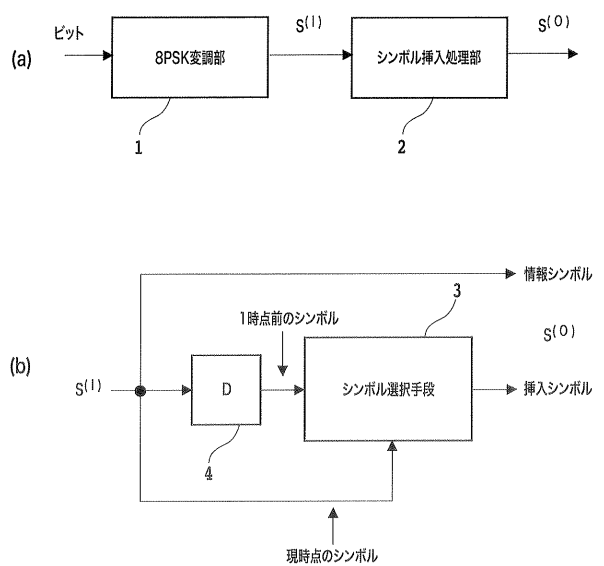 (a)
ビット
8PSK変調部
S(I)
シンボル挿入処理部
S(O)
1
2
(b)
S(I)
情報シンボル
1時点前のシンボル
3
S(O)
D
シンボル選択手段
挿入シンボル
4
現時点のシンボル